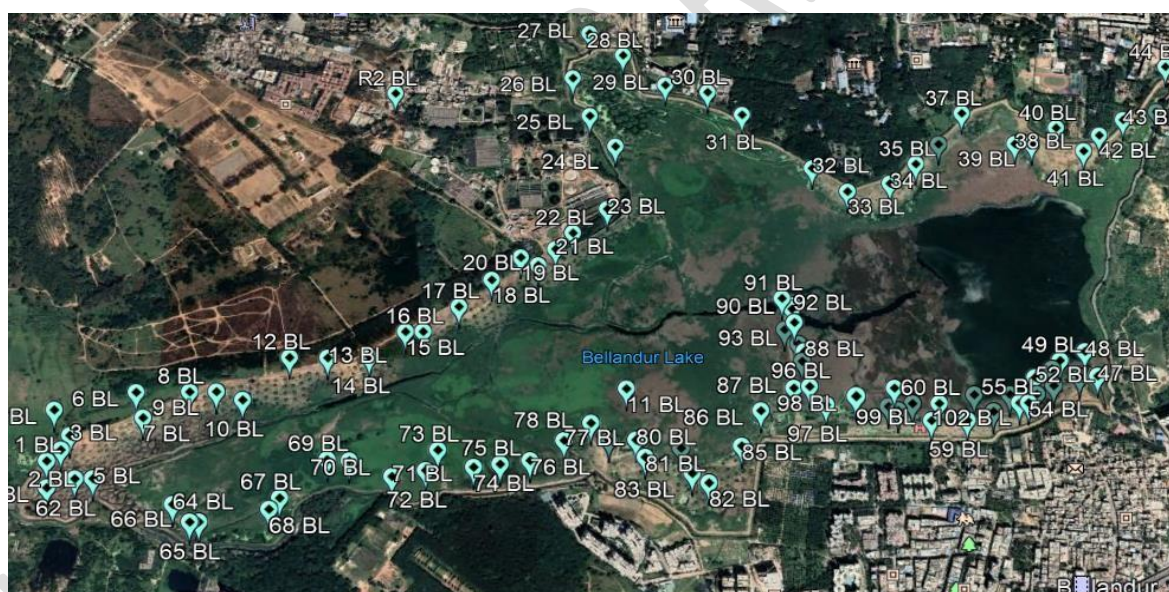 27 BL
28 BL
44 B
R2 BL
26 BL
29 BL
30 BL
25 BL
31 BL
37 BL
40 BL
43 BL
24 BL
35 BL
39 BL
38 BL
42 BL
32 BL
34 BL
41 BL
33 BL
22 BL
23 BL
21 BL
20 BL
19 BL
18 BL
17 BL
91 BL
90 BL
92 BL
16 BL
15 BL
93 BL
88 BL
49 BL
48 BL
12 BL
13 BL
Bellandur Lake
14 BL
96 BL
47 BL
8 BL
6 BL
87 BL
60 BL
55 BL
52 BL
BL
9 BL
10 BL
11 BL
86 BL
98 BL
99 BL
102 BL
54 BL
7 BL
78 BL
97 BL
59 BL
1 BL
3 BL
69 BL
73 BL
77 BL
80 BL
85 BL
75 BL
70 BL
76 BL
81 BL
2 BL
5 BL
71 BL
74 BL
72 BL
83 BL
BL
62 BL
64 BL
67 BL
82 BL
66 BL
68 BL
65 BL